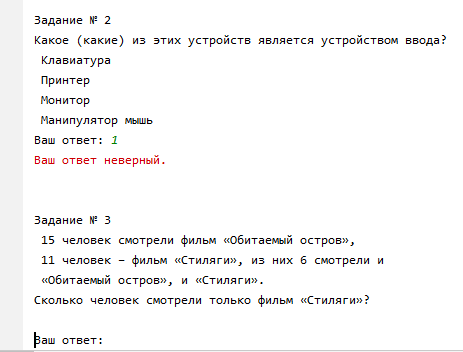 Задание № 2
Какое (какие) из этих устройств является устройством ввода?
Клавиатура
Принтер
Монитор
Манипулятор мышь
Ваш ответ: 1
Ваш ответ неверный.
Задание № 3
15 человек смотрели фильм «Обитаемый остров»,
11 человек – фильм «Стиляги», из них 6 смотрели и
«Обитаемый остров», и «Стиляги».
Сколько человек смотрели только фильм «Стиляги»?
Ваш ответ: